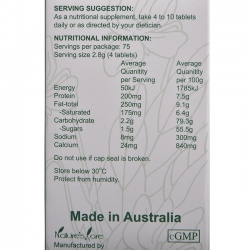 SERVING SUGGESTION:
As a nutritional supplement, take 4 to 10 tablets
daily or as directed by your dietician.
NUTRITIONAL INFORMATION:
Servings per package: 75
Serving size 2.8g (4 tablets)
Average Average
Quanitity Quanitity
per Serving per 100g
Energy 50kJ 1785kJ
Protein 200mg 7.5g
Fat-total 250mg 9.1g
-Saturated 175mg 6.4g
Carbohydrate 2.2g 79.3g
-Sugars 1.5g 55.5g
Sodium 8mg 300mg
Calcium 24mg 840mg
Do not use if cap seal is broken.
Store below 30°C
Protect from humidity.
Made in Australia
Nature's Care cGMP
Manufactured by